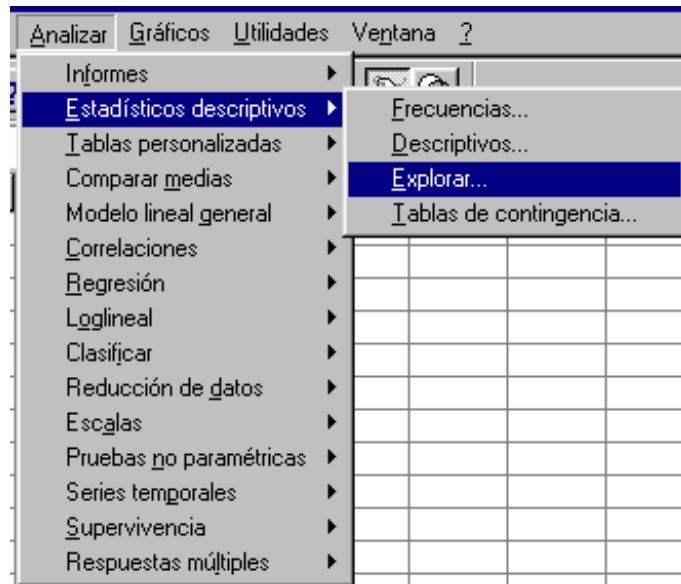 Analizar Gráficos Utilidades Ventana ?
Informes
Estadísticos descriptivos
Tablas personalizadas
Comparar medias
Modelo lineal general
Correlaciones
Regresión
Loglineal
Clasificar
Reducción de datos
Escalas
Pruebas no paramétricas
Series temporales
Supervivencia
Respuestas múltiples
Frecuencias...
Descriptivos...
Explorar...
Tablas de contingencia...